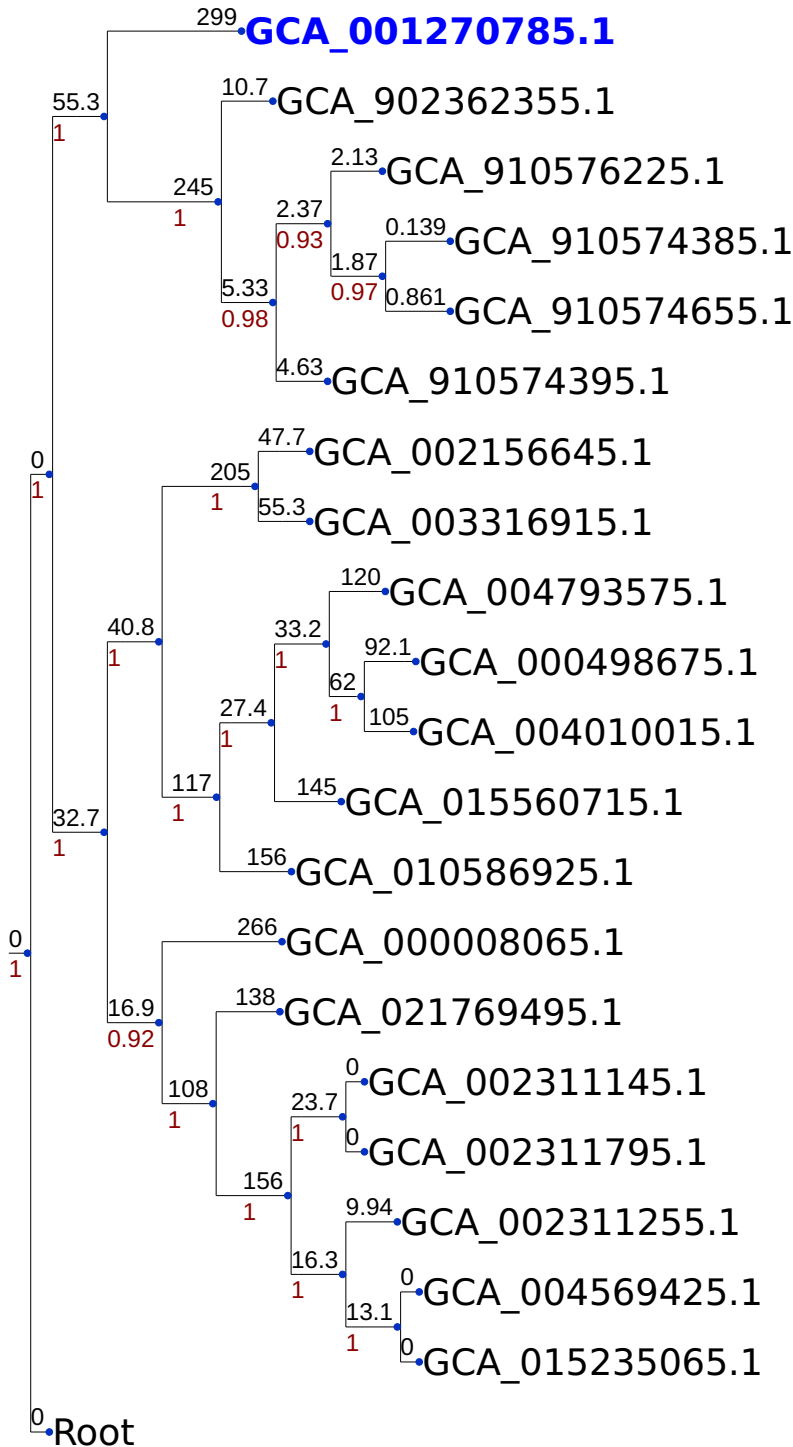 299
GCA_001270785.1
10.7
GCA_902362355.1
55.3
1
2.13
GCA_910576225.1
245
1
2.37
0.93
0.139
GCA_910574385.1
1.87
0.97
5.33
0.98
0.861
GCA_910574655.1
4.63
GCA_910574395.1
0
1
47.7
GCA_002156645.1
205
1
55.3
GCA_003316915.1
120
GCA_004793575.1
40.8
1
33.2
1
92.1
GCA_000498675.1
62
1
27.4
1
105
GCA_004010015.1
117
1
145
GCA_015560715.1
32.7
1
156
GCA_010586925.1
0
1
266
GCA_000008065.1
16.9
0.92
138
GCA_021769495.1
108
1
0
GCA_002311145.1
23.7
1
0
GCA_002311795.1
156
1
9.94
GCA_002311255.1
16.3
1
0
GCA_004569425.1
13.1
1
0
GCA_015235065.1
0
Root